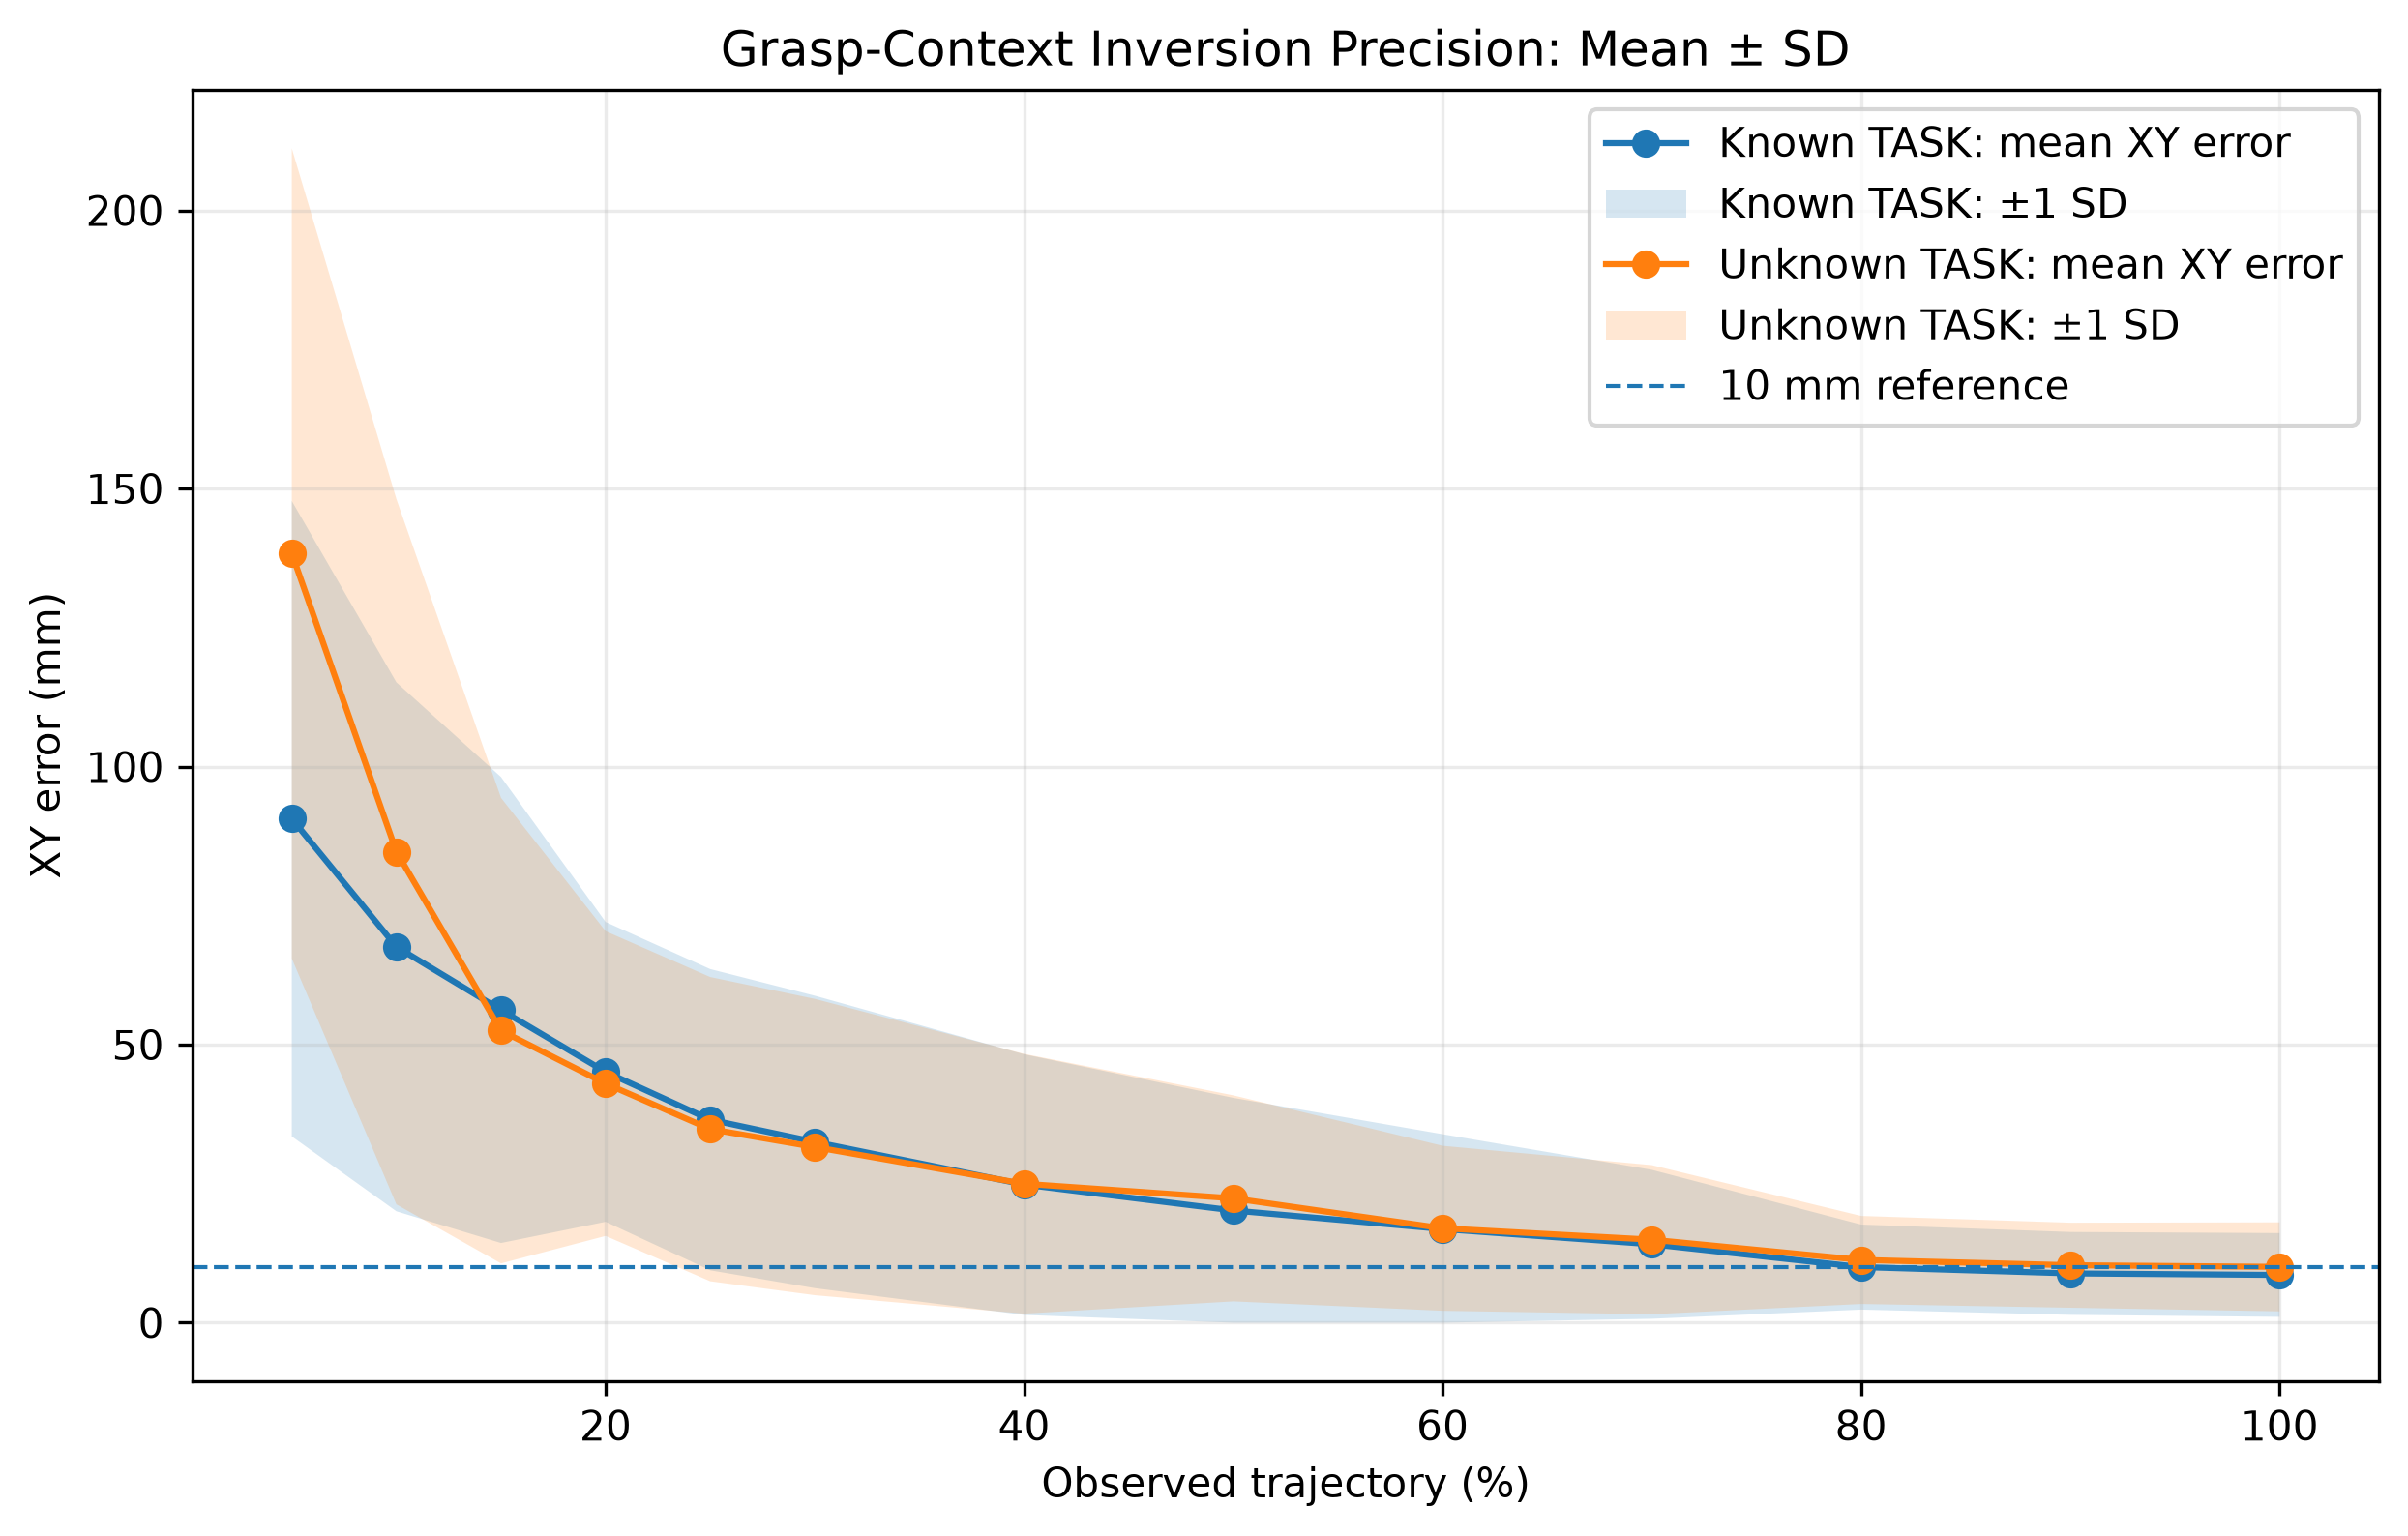 Grasp-Context Inversion Precision: Mean ± SD
Known TASK: mean XY error
Known TASK: ±1 SD
Unknown TASK: mean XY error
Unknown TASK: ±1 SD
10 mm reference
XY error (mm)
200
150
100
50
0
20 40 60 80 100
Observed trajectory (%)